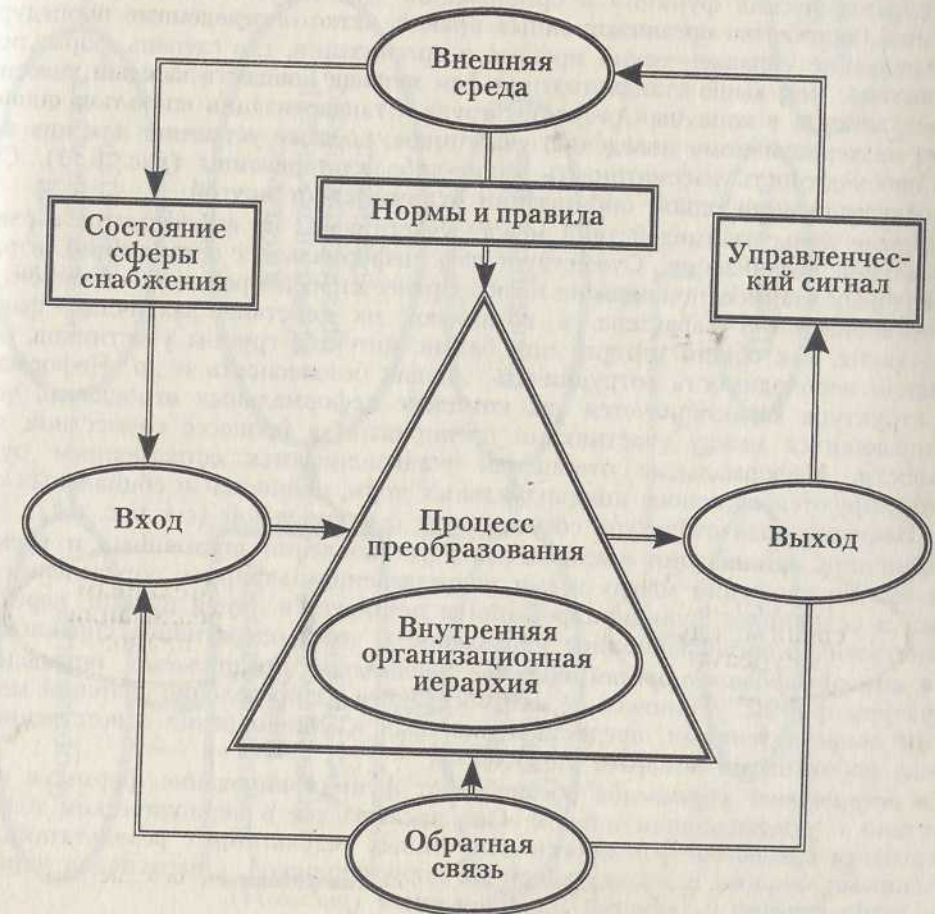 Внешняя
среда
Состояние
сферы
снабжения
Нормы и правила
Управленчес-
кий сигнал
Вход
Процесс
преобразования
Выход
Внутренняя
организационная
иерархия
Обратная
связь